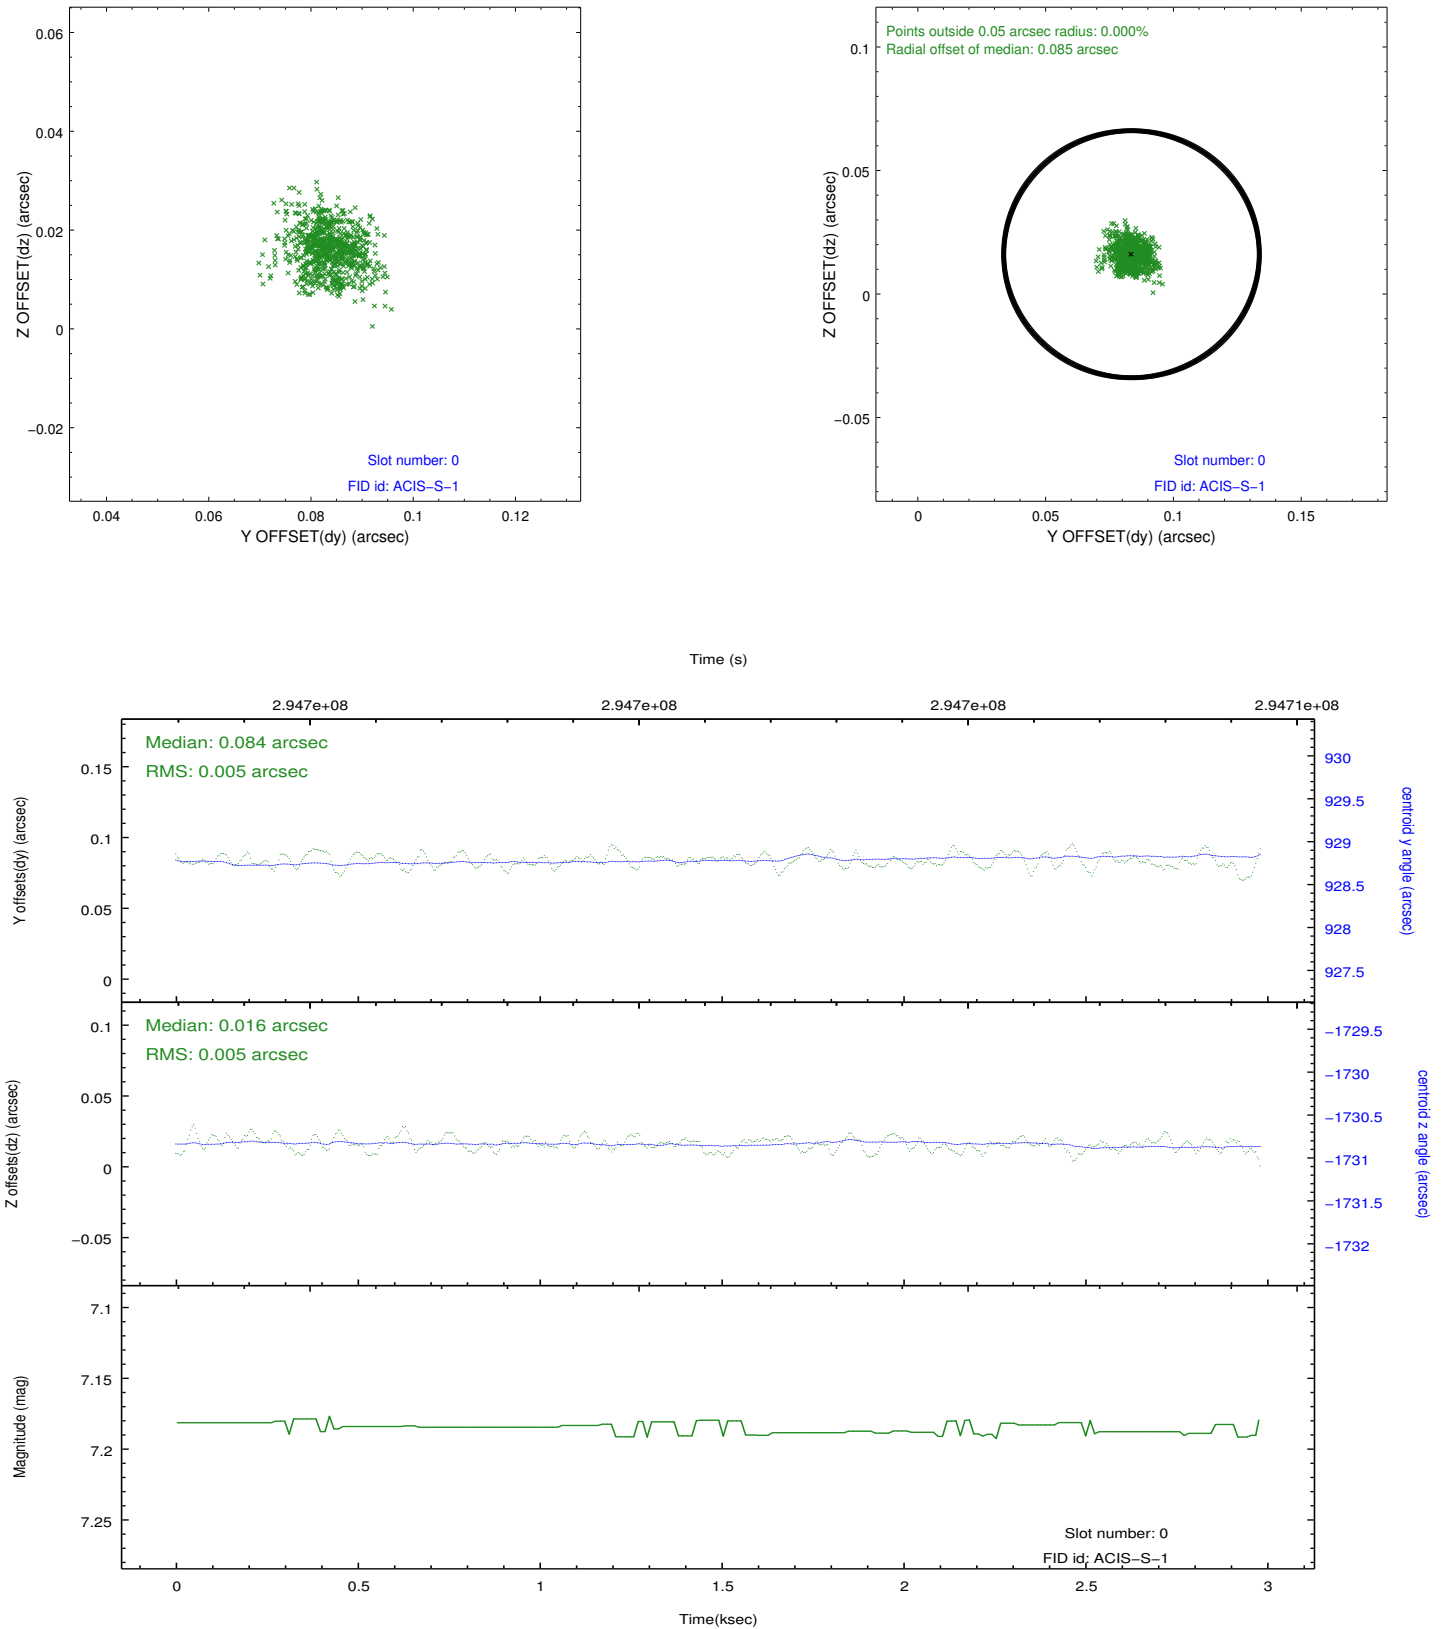 0.06
0.04
0.02
0
−0.02
Z OFFSET(dz) (arcsec)
Slot number: 0
FID id: ACIS−S−1
0.04 0.06 0.08 0.1 0.12
Y OFFSET(dy) (arcsec)
Points outside 0.05 arcsec radius: 0.000%
Radial offset of median: 0.085 arcsec
0.1
0.05
0
−0.05
Z OFFSET(dz) (arcsec)
Slot number: 0
FID id: ACIS−S−1
0 0.05 0.1 0.15
Y OFFSET(dy) (arcsec)
Time (s)
2.947e+08 2.947e+08 2.947e+08 2.9471e+08
Median: 0.084 arcsec
RMS: 0.005 arcsec
0.15
0.1
0.05
0
Y offsets(dy) (arcsec)
930
929.5
929
928.5
928
927.5
centroid y angle (arcsec)
Median: 0.016 arcsec
RMS: 0.005 arcsec
0.1
0.05
0
−0.05
Z offsets(dz) (arcsec)
−1729.5
−1730
−1730.5
−1731
−1731.5
−1732
centroid z angle (arcsec)
7.1
7.15
7.2
7.25
Magnitude (mag)
Slot number: 0
FID id: ACIS−S−1
0 0.5 1 1.5 2 2.5 3
Time(ksec)